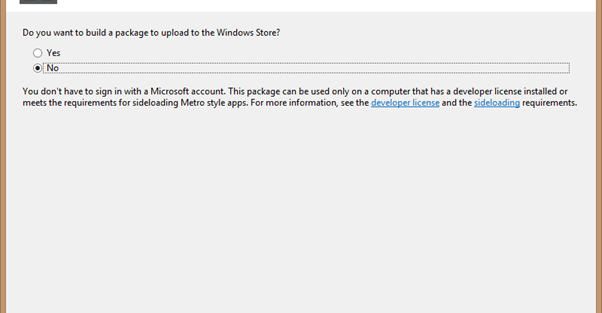 Do you want to build a package to upload to the Windows Store?
Yes
No
You don't have to sign in with a Microsoft account. This package can be used only on a computer that has a developer license installed or
meets the requirements for sideloading Metro style apps. For more information, see the developer license and the sideloading requirements.